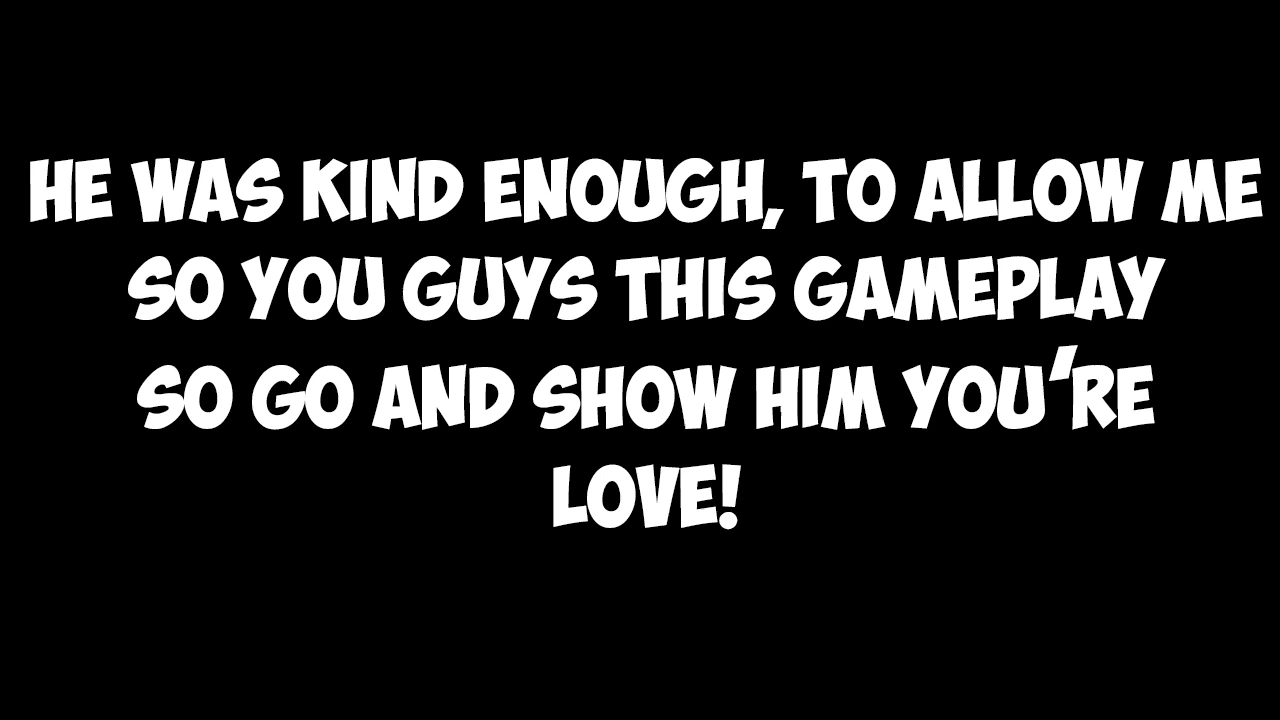 HE WAS KIND ENOUGH, TO ALLOW ME
SO YOU GUYS THIS GAMEPLAY
SO GO AND SHOW HIM YOU'RE
LOVE!